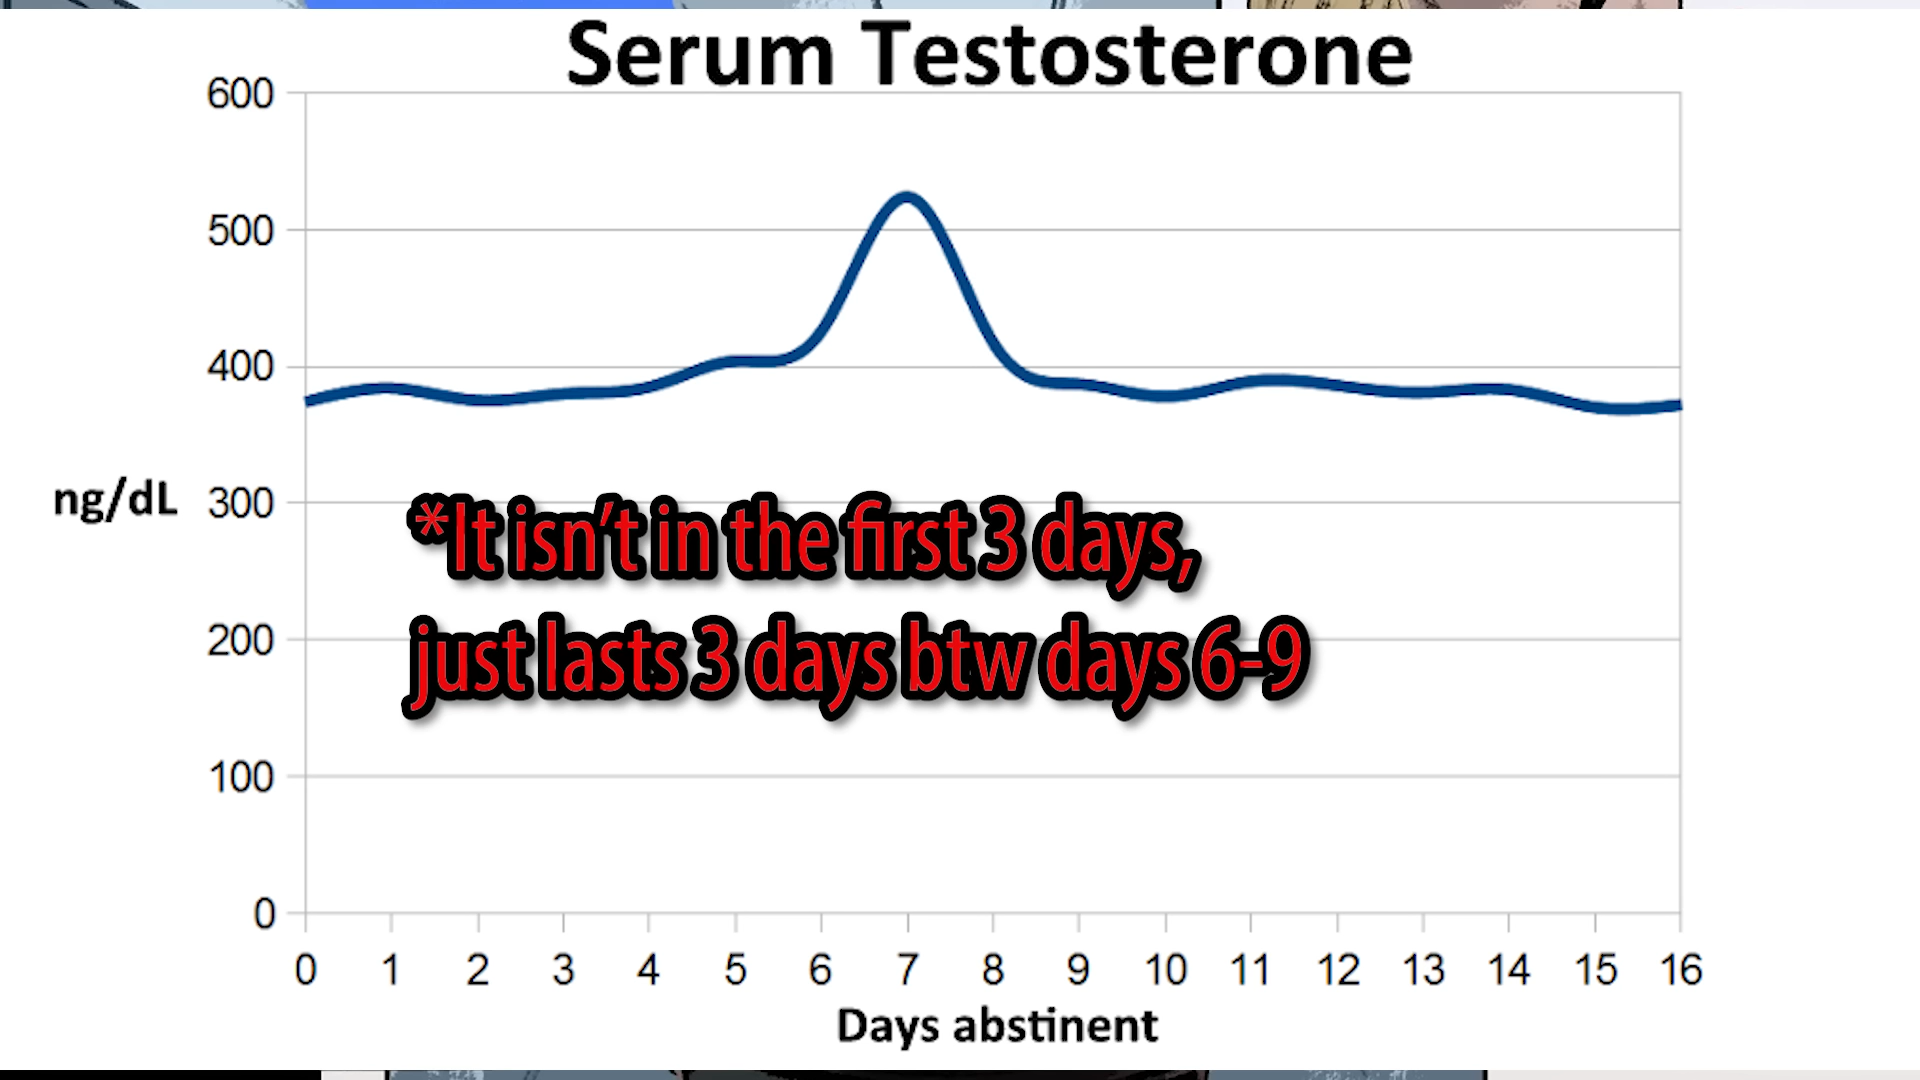 Serum Testosterone
600
500
400
ng/dL 300
200
100
0
*It isn't in the first 3 days,
just lasts 3 days btw days 6-9
0 1 2 3 4 5 6 7 8 9 10 11 12 13 14 15 16
Days abstinent